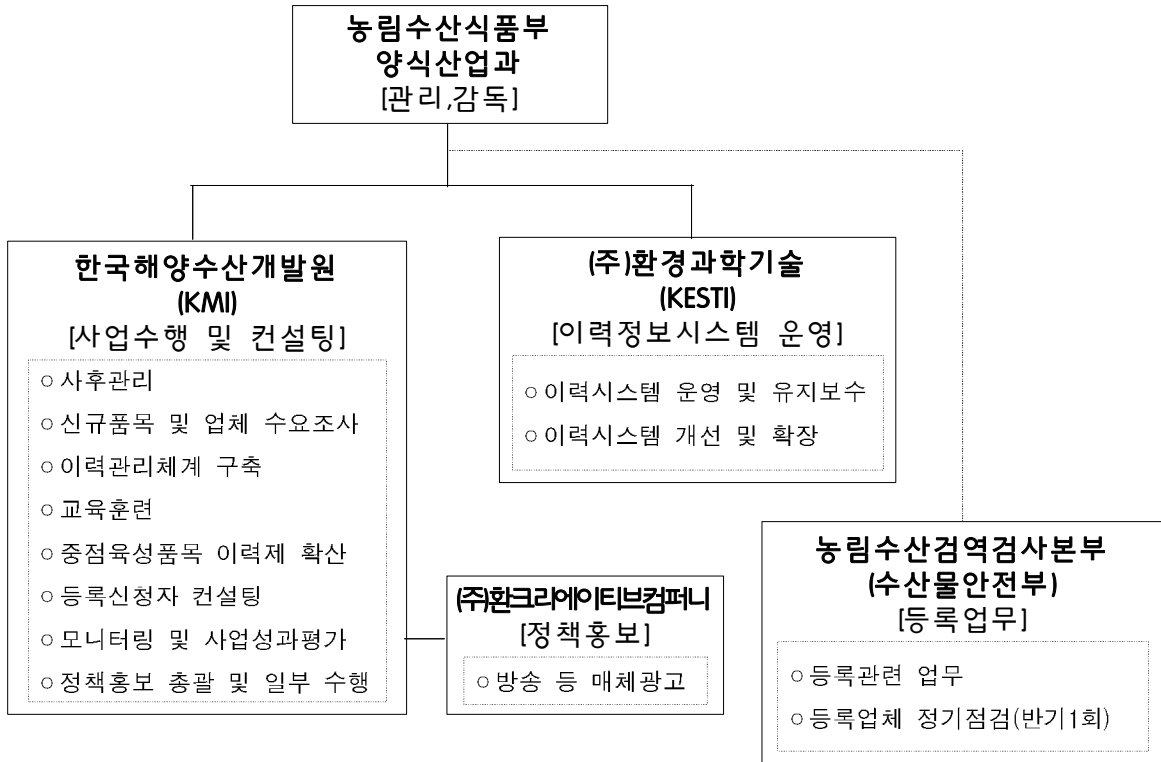 농림수산식품부
양식산업과
[관리,감독]
한국해양수산개발원
(KMI)
[사업수행 및 컨설팅]
○ 사후관리
○ 신규품목 및 업체 수요조사
○ 이력관리체계 구축
○ 교육훈련
○ 중점육성품목 이력제 확산
○ 등록신청자 컨설팅
○ 모니터링 및 사업성과평가
○ 정책홍보 총괄 및 일부 수행
(주)환경과학기술
(KESTI)
[이력정보시스템 운영]
○ 이력시스템 운영 및 유지보수
○ 이력시스템 개선 및 확장
(주)환크리에이티브컴퍼니
[정책홍보]
○ 방송 등 매체광고
농림수산검역검사본부
(수산물안전부)
[등록업무]
○ 등록관련 업무
○ 등록업체 정기점검(반기1회)